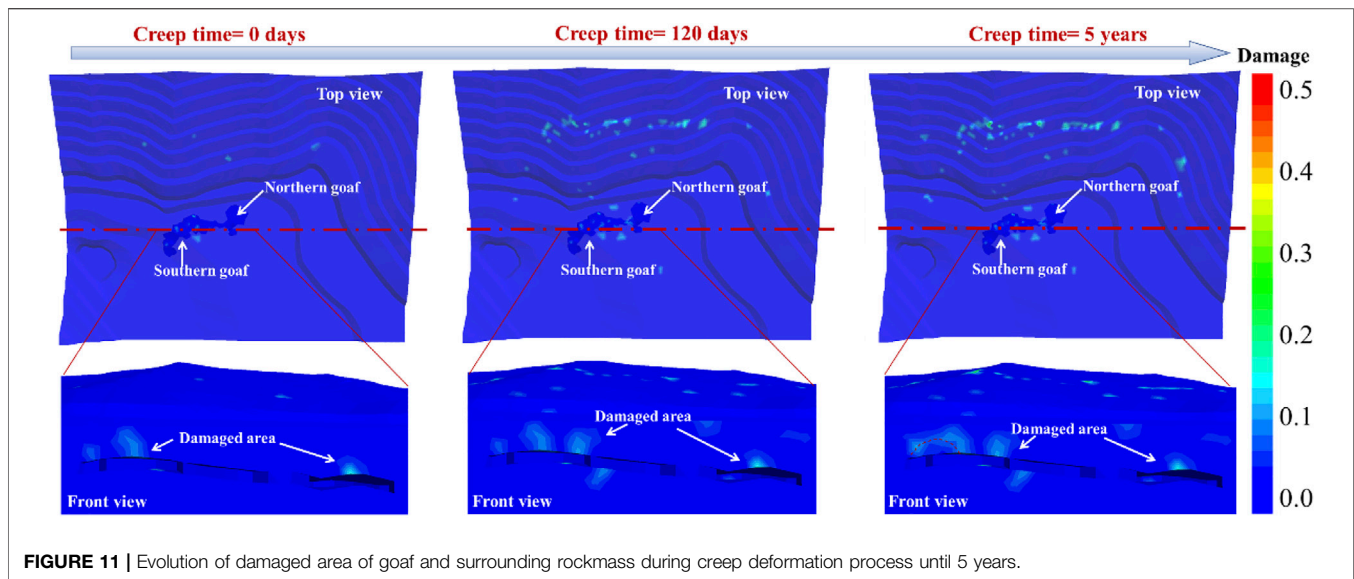 Creep time= 0 days
Creep time= 120 days
Creep time= 5 years
Damage
Top view
Top view
Top view
0.5
0.4
0.3
0.2
0.1
0.0
Northern goaf
Northern goaf
Northern goaf
Southern goaf
Southern goaf
Southern goaf
Damaged area
Damaged area
Damaged area
Front view
Front view
Front view
FIGURE 11 | Evolution of damaged area of goaf and surrounding rockmass during creep deformation process until 5 years.